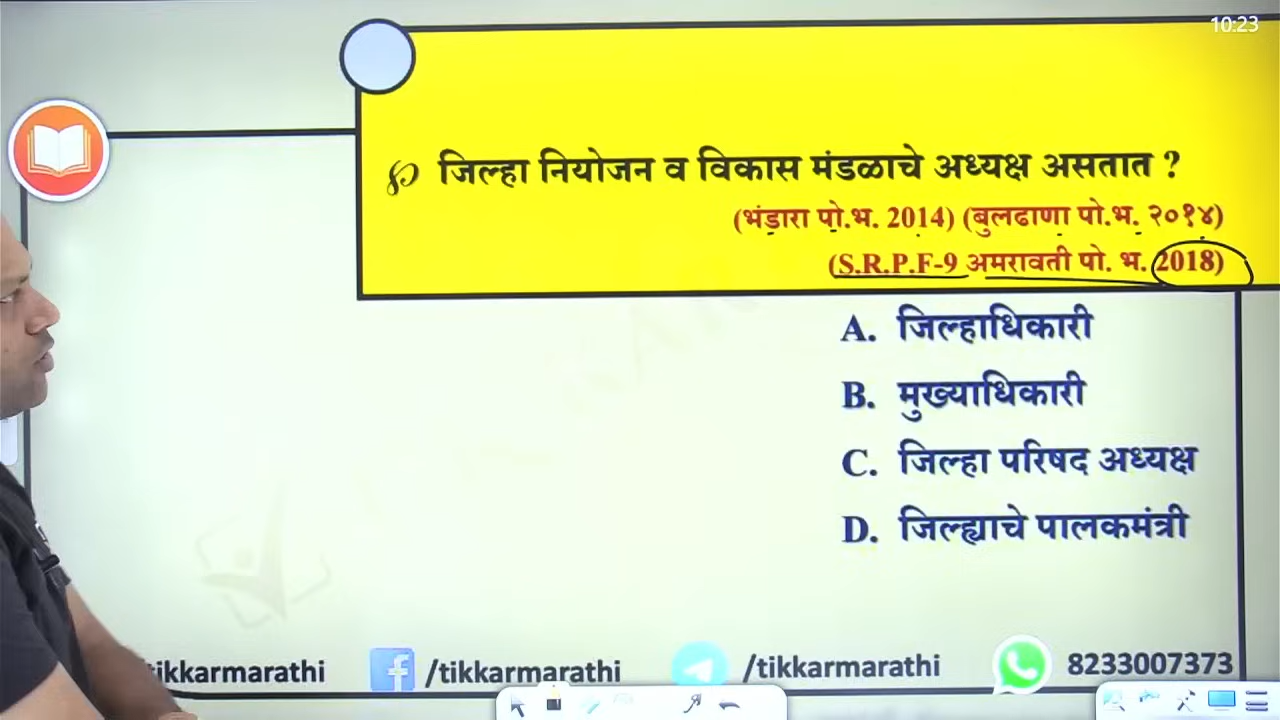 10:23
जिल्हा नियोजन व विकास मंडळाचे अध्यक्ष असतात ?
(भंडारा पो.भ. 2014) (बुलढाणा पो.भ. २०१४)
(S.R.P.F-9 अमरावती पो. भ. 2018)
A. जिल्हाधिकारी
B. मुख्याधिकारी
C. जिल्हा परिषद अध्यक्ष
D. जिल्ह्याचे पालकमंत्री
ikkarmarathi /tikkarmarathi /tikkarmarathi 8233007373